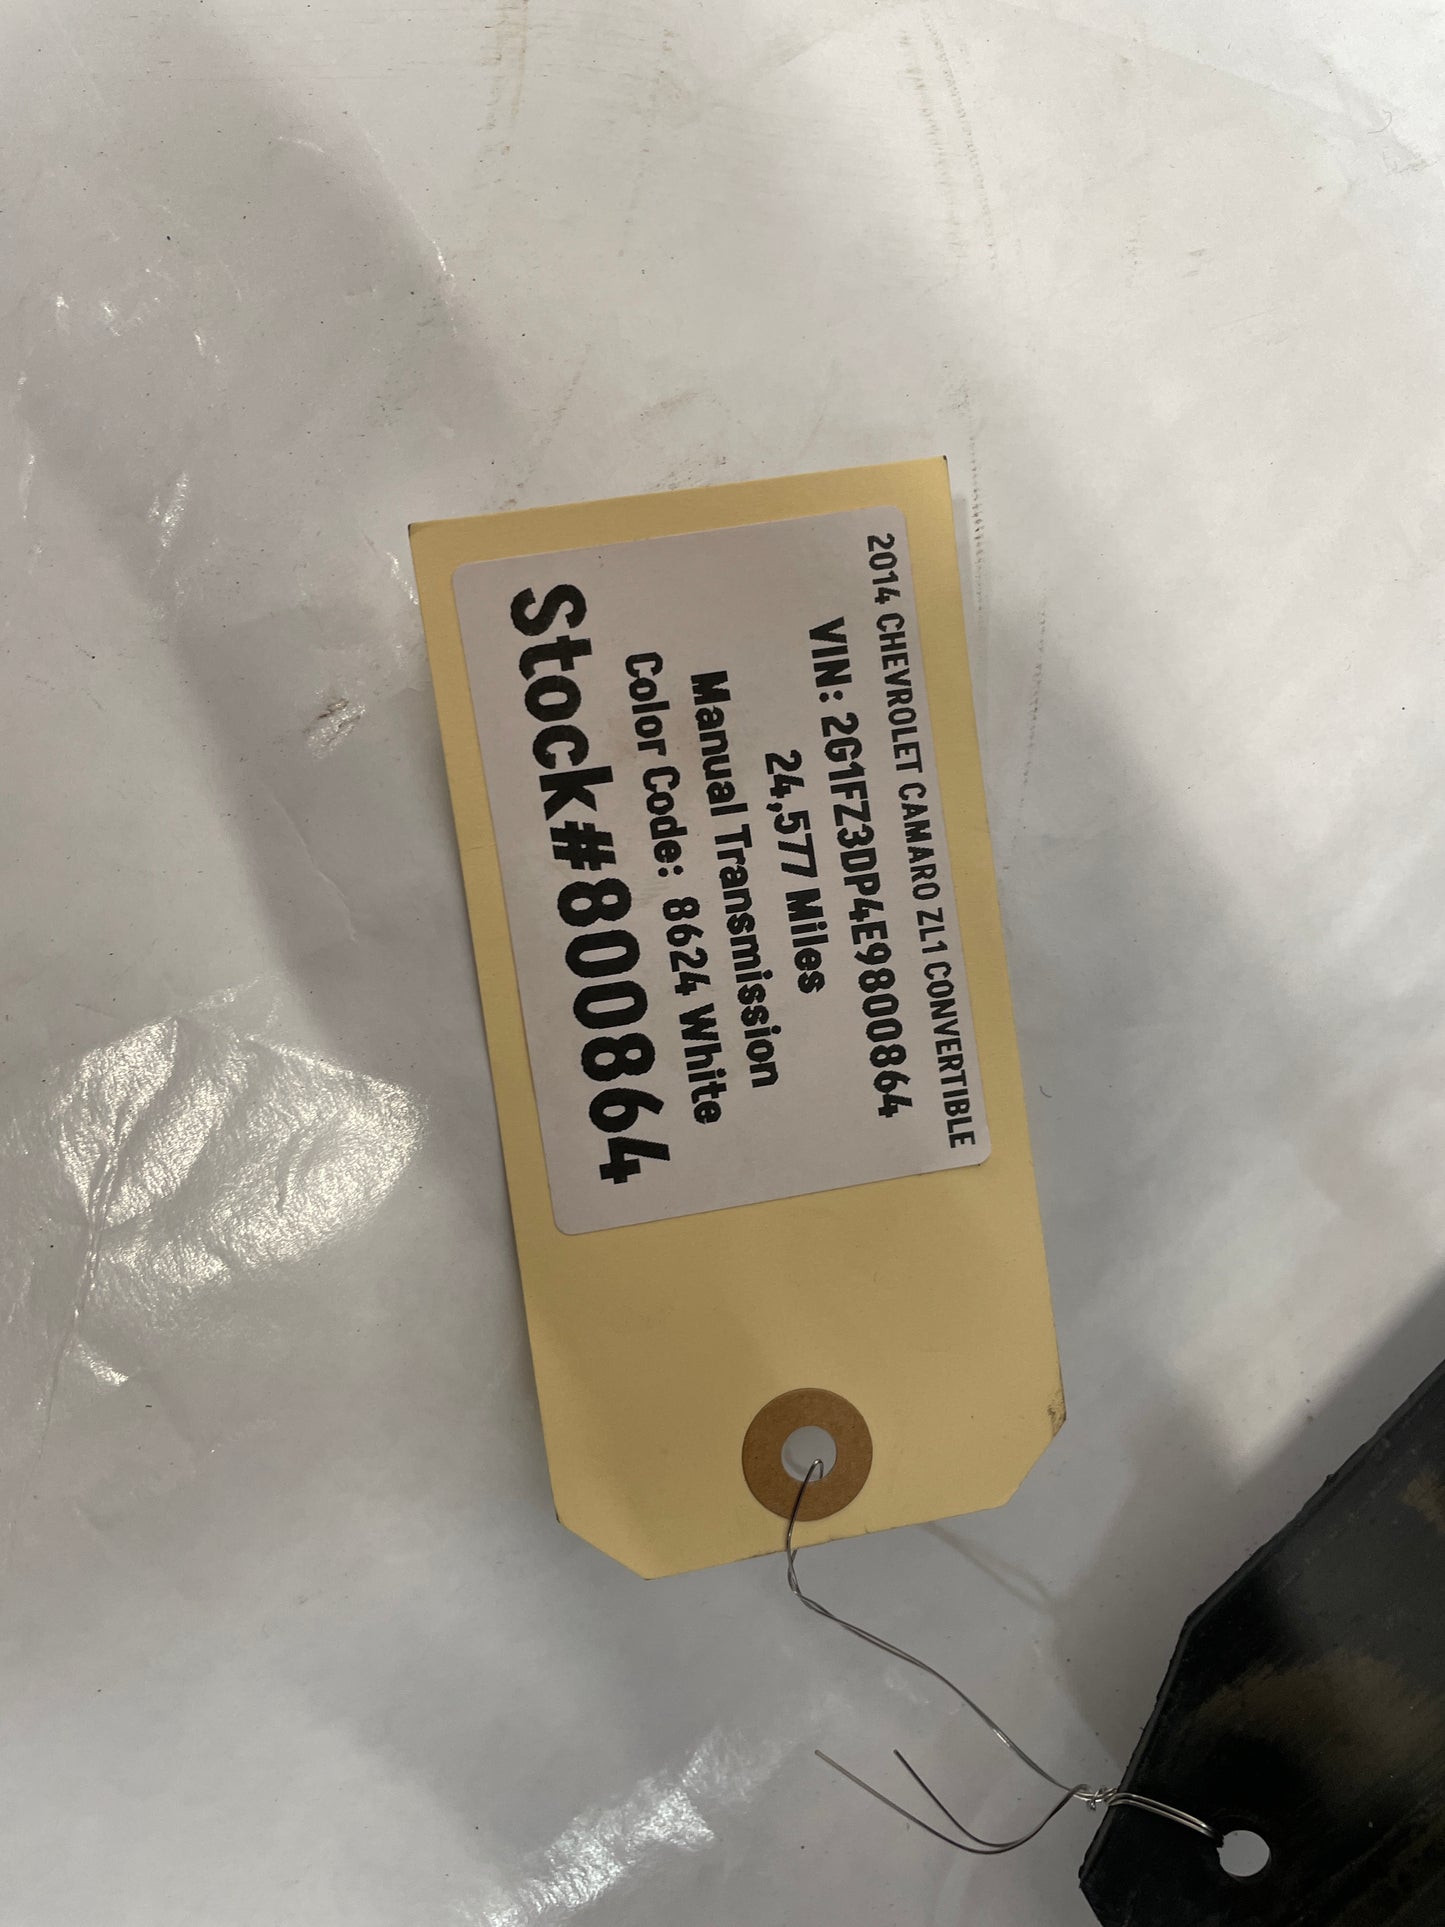 2014 CHEVROLET CAMARO ZL1 CONVERTIBLE
VIN: 2G1FZ3DP4E9800864
24,577 Miles
Manual Transmission
Color Code: 8624 White
Stock#800864